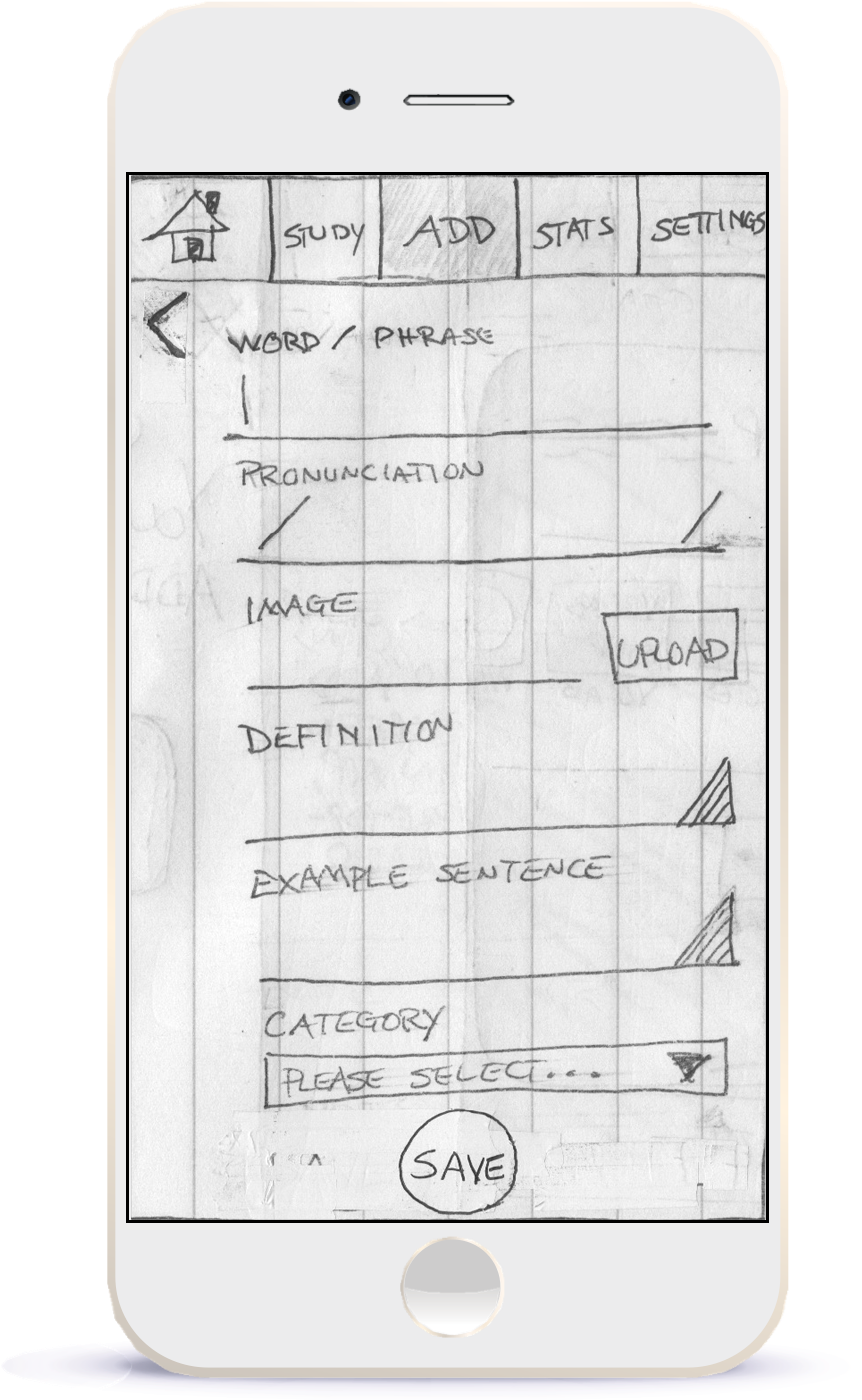 STUDY ADD STATS SETTINGS
WORD / PHRASE
PRONUNCIATION
/ /
IMAGE
UPLOAD
DEFINITION
EXAMPLE SENTENCE
CATEGORY
PLEASE SELECT...
SAVE